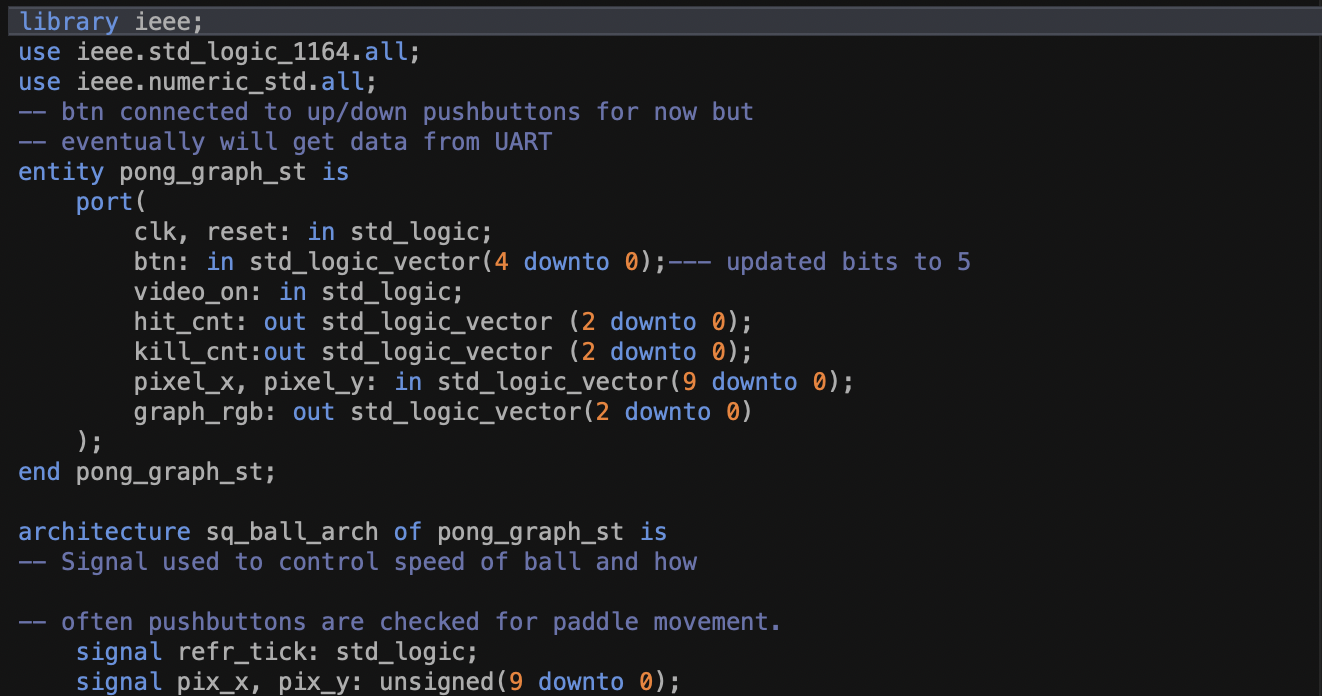 library ieee;
use ieee.std_logic_1164.all;
use ieee.numeric_std.all;
-- btn connected to up/down pushbuttons for now but
-- eventually will get data from UART
entity pong_graph_st is
    port(
        clk, reset: in std_logic;
        btn: in std_logic_vector(4 downto 0);--- updated bits to 5
        video_on: in std_logic;
        hit_cnt: out std_logic_vector (2 downto 0);
        kill_cnt:out std_logic_vector (2 downto 0);
        pixel_x, pixel_y: in std_logic_vector(9 downto 0);
        graph_rgb: out std_logic_vector(2 downto 0)
    );
end pong_graph_st;

architecture sq_ball_arch of pong_graph_st is
-- Signal used to control speed of ball and how

-- often pushbuttons are checked for paddle movement.
    signal refr_tick: std_logic;
    signal pix_x, pix_y: unsigned(9 downto 0);